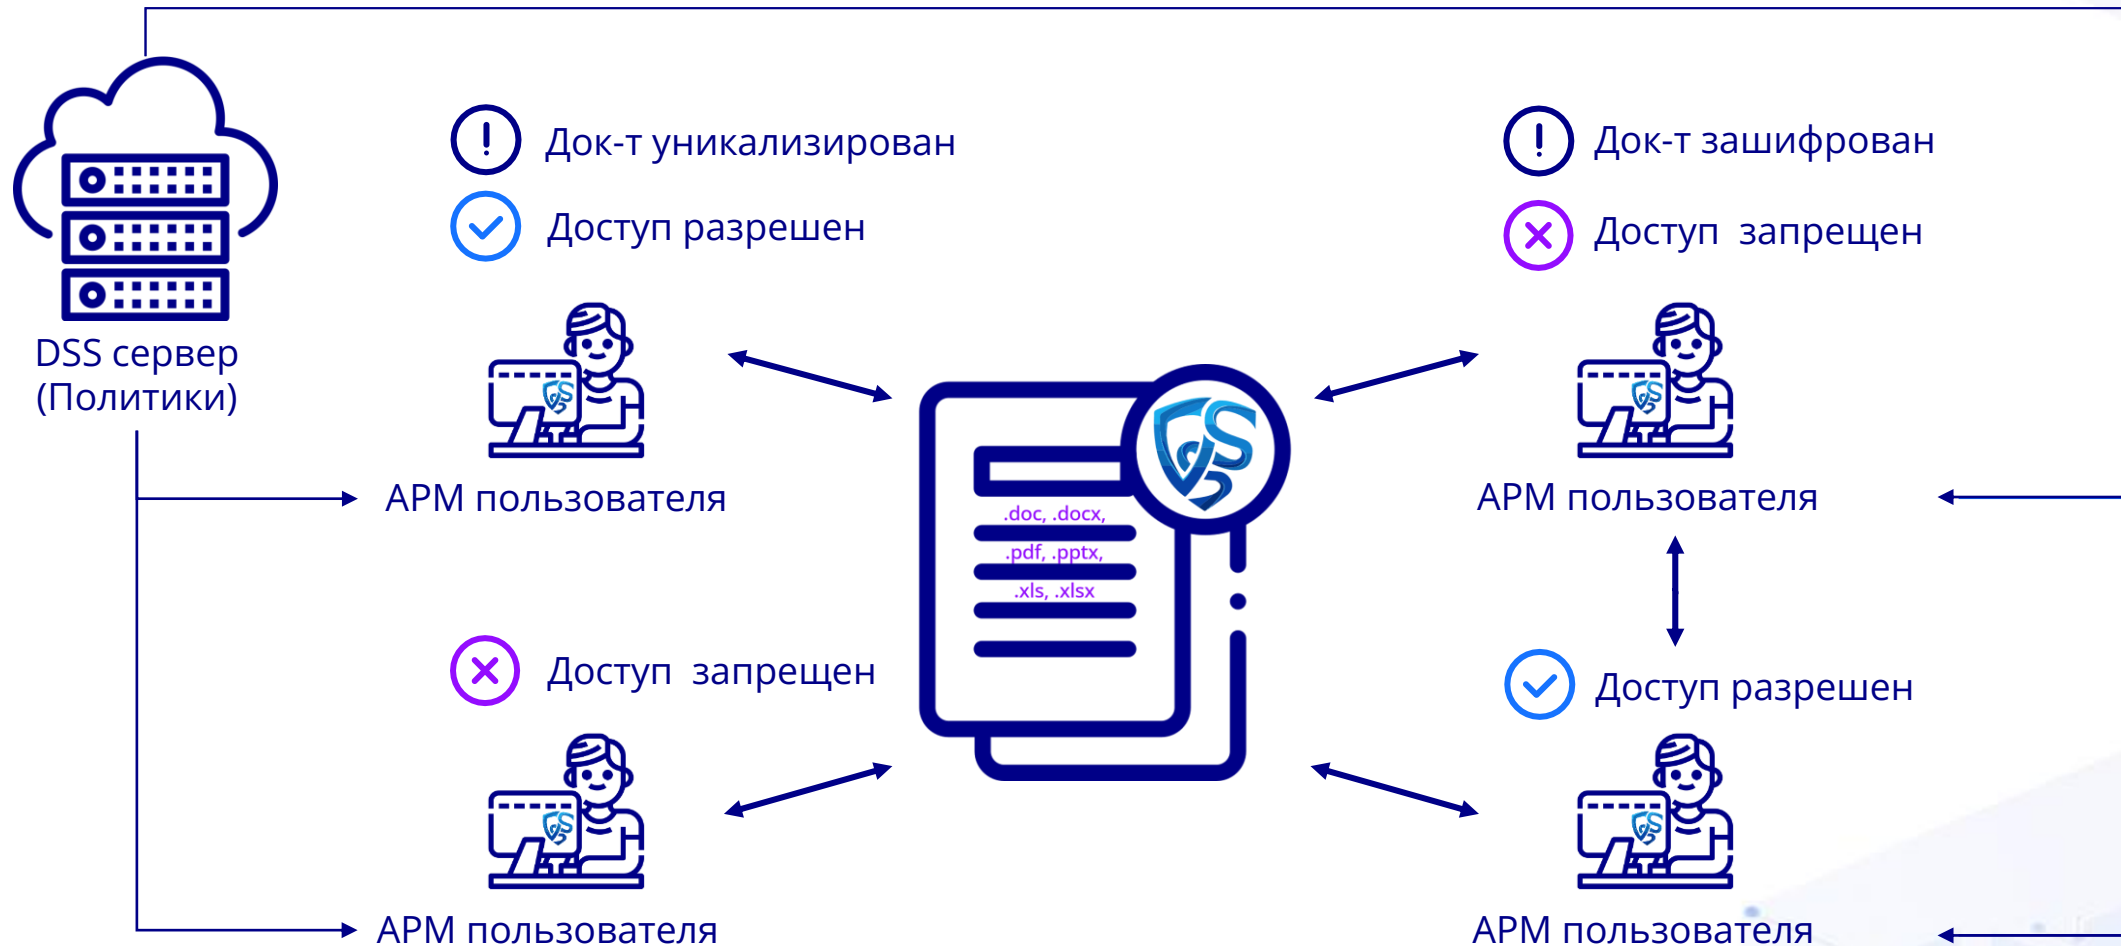 Док-т уникализирован
Доступ разрешен
Док-т зашифрован
Доступ запрещен
DSS сервер
(Политики)
АРМ пользователя
.doc, .docx,
.pdf, .pptx,
.xls, .xlsx
АРМ пользователя
Доступ запрещен
Доступ разрешен
АРМ пользователя
АРМ пользователя